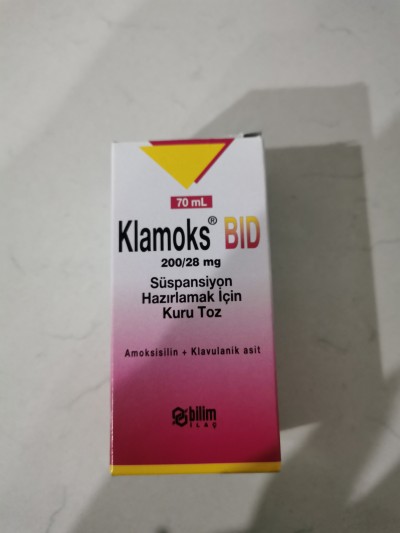 70 mL
Klamoks® BID
200/28 mg
Süspansiyon
Hazırlamak İçin
Kuru Toz
Amoksisilin + Klavulanik asit
bilim
İLAÇ